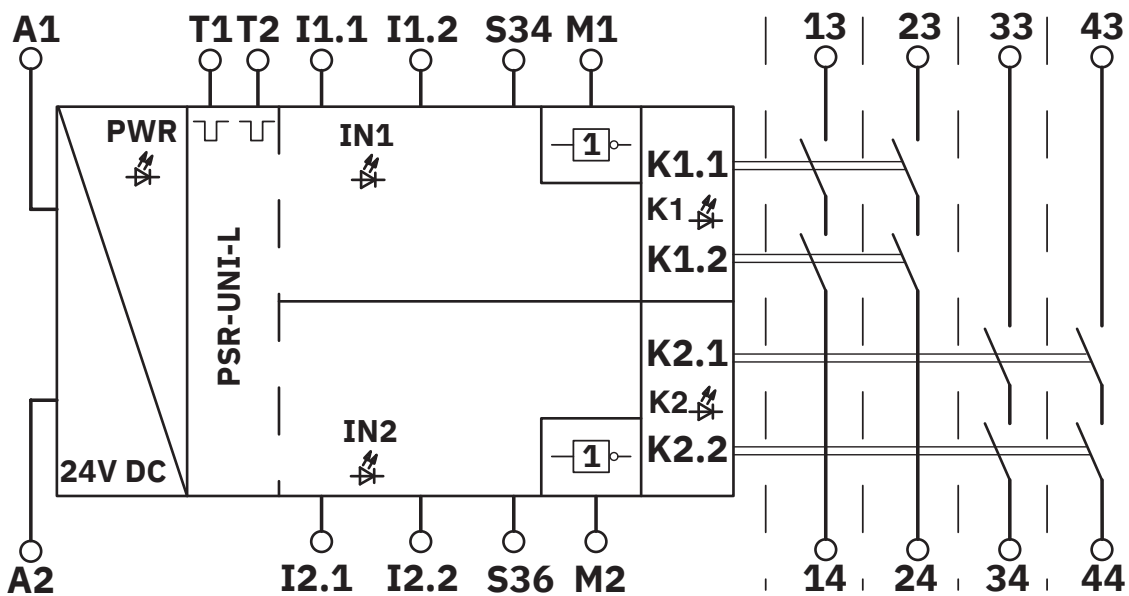 A1 T1 T2 I1.1 I1.2 S34 M1 13 23 33 43
PWR IN1 1 K1.1
K1
K1.2
PSR-UNI-L
K2.1
K2
IN2 K2.2
24V DC 1
A2 I2.1 I2.2 S36 M2 14 24 34 44